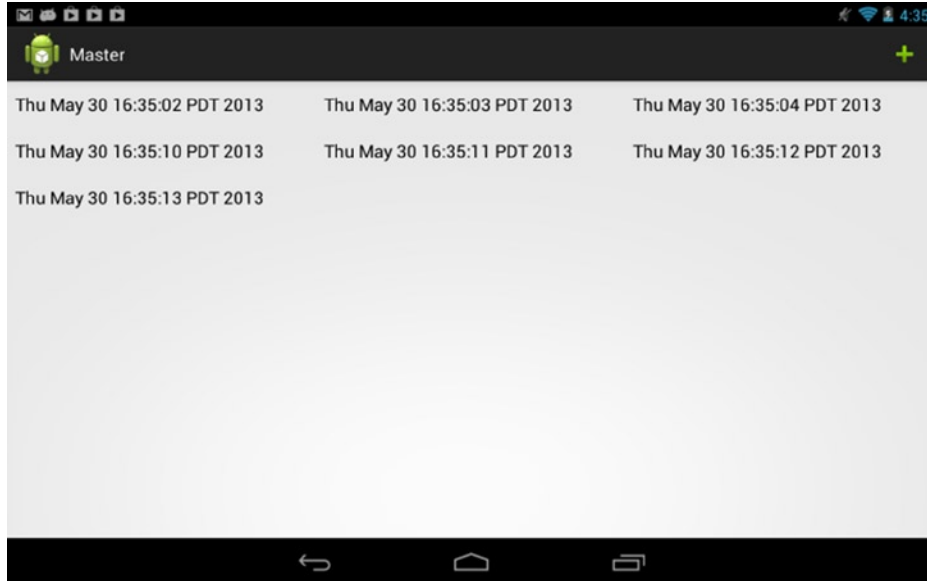 4:35
Master
Thu May 30 16:35:02 PDT 2013 Thu May 30 16:35:03 PDT 2013 Thu May 30 16:35:04 PDT 2013
Thu May 30 16:35:10 PDT 2013 Thu May 30 16:35:11 PDT 2013 Thu May 30 16:35:12 PDT 2013
Thu May 30 16:35:13 PDT 2013